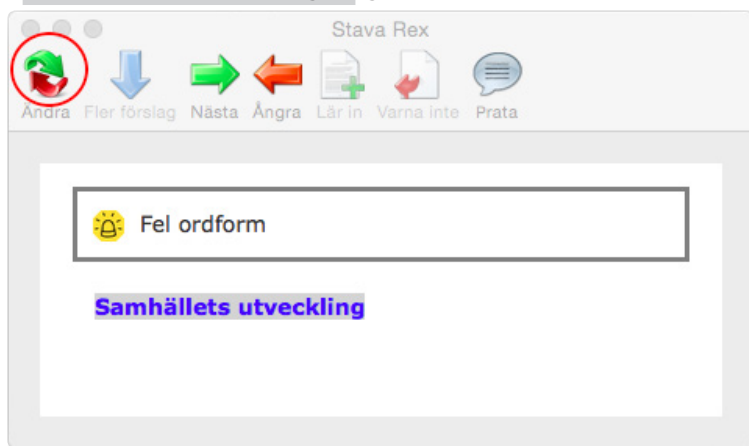 Stava Rex
Ändra Fler förslag Nästa Ångra Lär in Varna inte Prata
Fel ordform
Samhällets utveckling